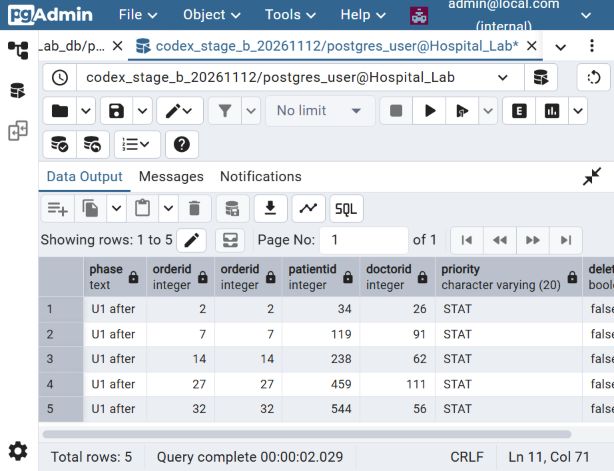 pgAdmin File Object Tools Help admin@local.com (internal)
_ab_db/p... codex_stage_b_20261112/postgres_user@Hospital_Lab*
codex_stage_b_20261112/postgres_user@Hospital_Lab
No limit E
Data Output Messages Notifications
SQL
Showing rows: 1 to 5 Page No: 1 of 1
phase text orderid integer orderid integer patientid integer doctorid integer priority character varying (20) delet boole
1 U1 after 2 2 34 26 STAT false
2 U1 after 7 7 119 91 STAT false
3 U1 after 14 14 238 62 STAT false
4 U1 after 27 27 459 111 STAT false
5 U1 after 32 32 544 56 STAT false
Total rows: 5 Query complete 00:00:02.029 CRLF Ln 11, Col 71